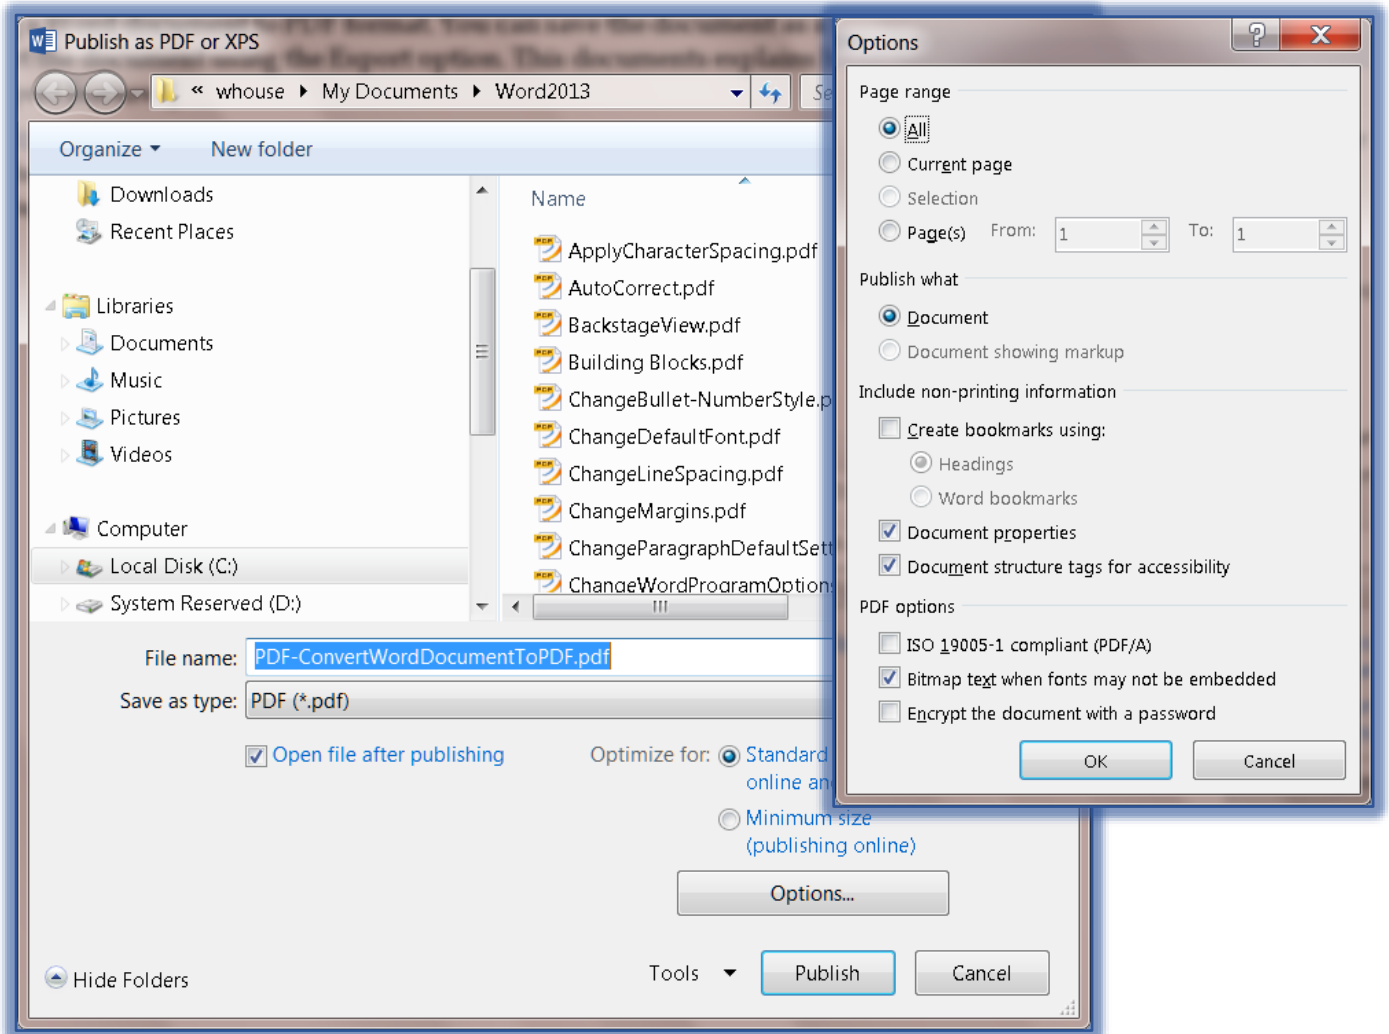 Publish as PDF or XPS
« whouse My Documents Word2013
Organize New folder
Downloads
Recent Places
Libraries
Documents
Music
Pictures
Videos
Computer
Local Disk (C:)
System Reserved (D:)
Name
ApplyCharacterSpacing.pdf
AutoCorrect.pdf
BackstageView.pdf
Building Blocks.pdf
ChangeBullet-NumberStyle.p
ChangeDefaultFont.pdf
ChangeLineSpacing.pdf
ChangeMargins.pdf
ChangeParagraphDefaultSett
ChangeWordProgramOption
File name: PDF-ConvertWordDocumentToPDF.pdf
Save as type: PDF (*.pdf)
Open file after publishing
Optimize for: Standard
online an
Minimum size
(publishing online)
Options...
Hide Folders
Tools Publish Cancel
Options
Page range
All
Current page
Selection
Page(s) From: 1 To: 1
Publish what
Document
Document showing markup
Include non-printing information
Create bookmarks using:
Headings
Word bookmarks
Document properties
Document structure tags for accessibility
PDF options
ISO 19005-1 compliant (PDF/A)
Bitmap text when fonts may not be embedded
Encrypt the document with a password
OK Cancel